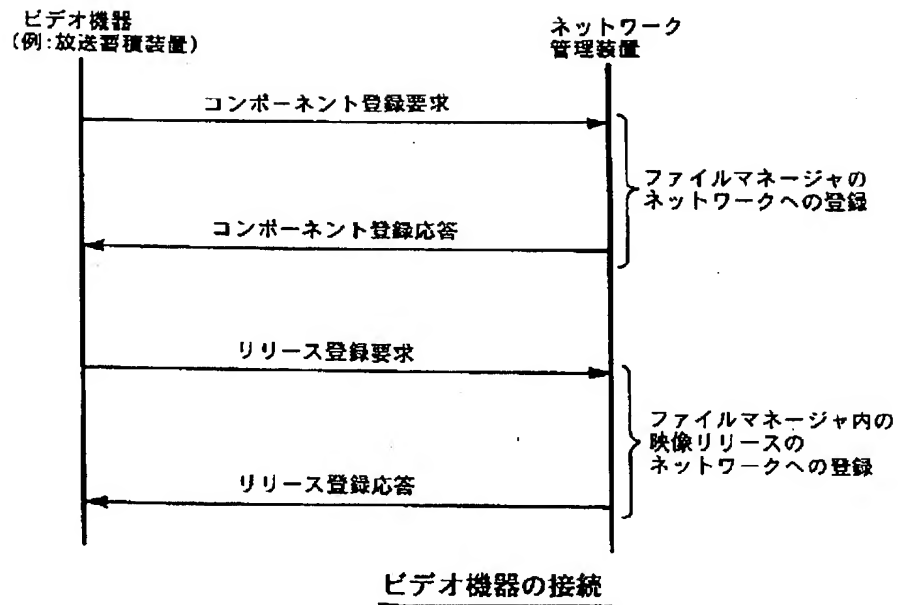 ビデオ機器
(例:放送蓄積装置)
ネットワーク
管理装置
コンポーネント登録要求
ファイルマネージャの
ネットワークへの登録
コンポーネント登録応答
リリース登録要求
ファイルマネージャ内の
映像リリースの
ネットワークへの登録
リリース登録応答
ビデオ機器の接続